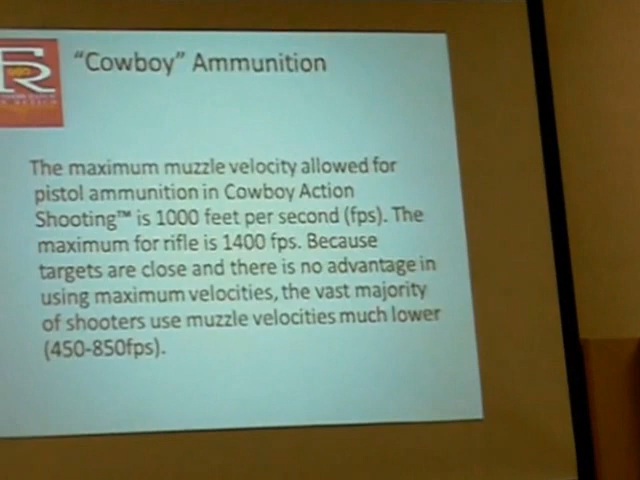 "Cowboy" Ammunition
The maximum muzzle velocity allowed for
pistol ammunition in Cowboy Action
Shooting™ is 1000 feet per second (fps). The
maximum for rifle is 1400 fps. Because
targets are close and there is no advantage in
using maximum velocities, the vast majority
of shooters use muzzle velocities much lower
(450-850fps).